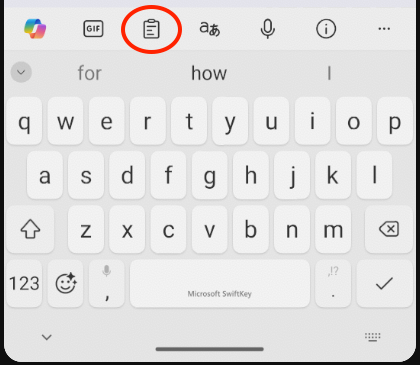 GIF aあ
for how I
q w e r t y u i o p
a s d f g h j k l
z x c v b n m
123 , Microsoft SwiftKey ,!? .